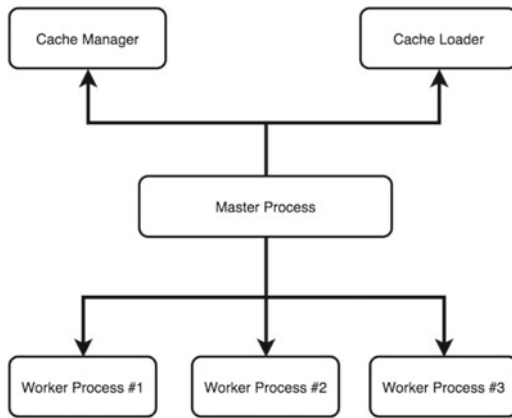 Cache Manager
Cache Loader
Master Process
Worker Process #1
Worker Process #2
Worker Process #3